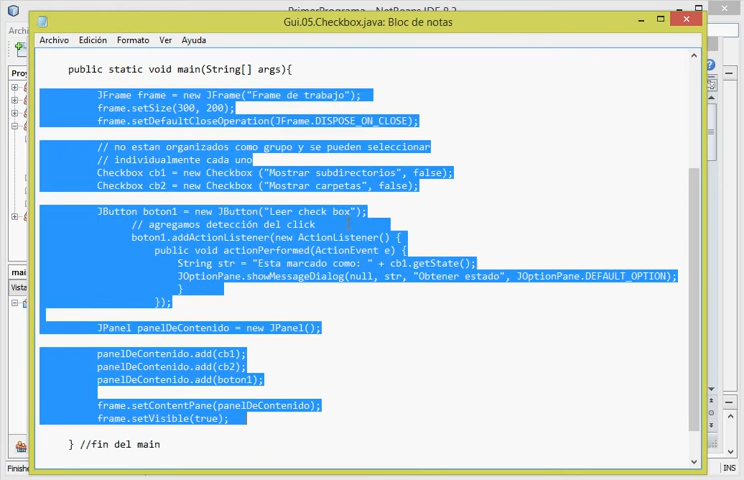 PrimerPrograma - NetBeans IDE 8.2
Gui.05.Checkbox.java: Bloc de notas
Archivo Edición Formato Ver Ayuda
public static void main(String[] args){
JFrame frame = new JFrame("Frame de trabajo");
frame.setSize(300, 200);
frame.setDefaultCloseOperation(JFrame.DISPOSE_ON_CLOSE);
// no estan organizados como grupo y se pueden seleccionar
// individualmente cada uno
Checkbox cb1 = new Checkbox ("Mostrar subdirectorios", false);
Checkbox cb2 = new Checkbox ("Mostrar carpetas", false);
JButton boton1 = new JButton("Leer check box");
// agregamos detección del click
boton1.addActionListener(new ActionListener() {
public void actionPerformed(ActionEvent e) {
String str = "Esta marcado como: " + cb1.getState();
JOptionPane.showMessageDialog(null, str, "Obtener estado", JOptionPane.DEFAULT_OPTION);
}
});
JPanel panelDeContenido = new JPanel();
panelDeContenido.add(cb1);
panelDeContenido.add(cb2);
panelDeContenido.add(boton1);
frame.setContentPane(panelDeContenido);
frame.setVisible(true);
} //fin del main
INS